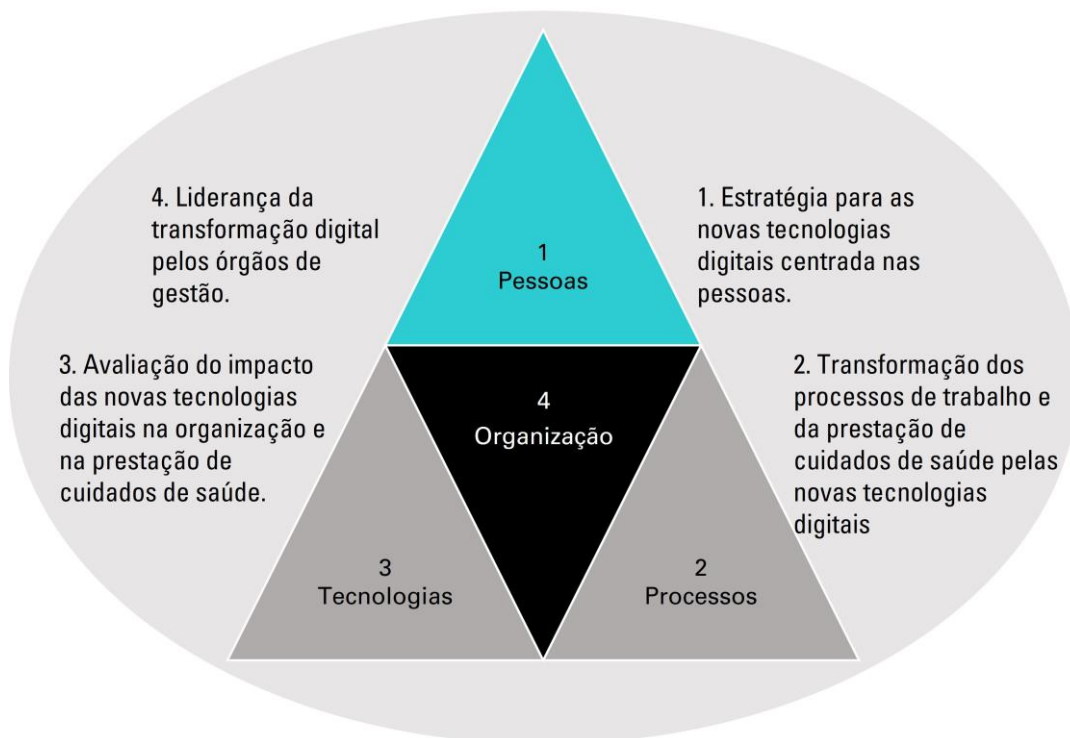 4. Liderança da
transformação digital
pelos órgãos de
gestão.
1. Estratégia para as
novas tecnologias
digitais centrada nas
pessoas.
1
Pessoas
3. Avaliação do impacto
das novas tecnologias
digitais na organização e
na prestação de
cuidados de saúde.
2. Transformação dos
processos de trabalho e
da prestação de
cuidados de saúde pelas
novas tecnologias
digitais
4
Organização
3
Tecnologias
2
Processos